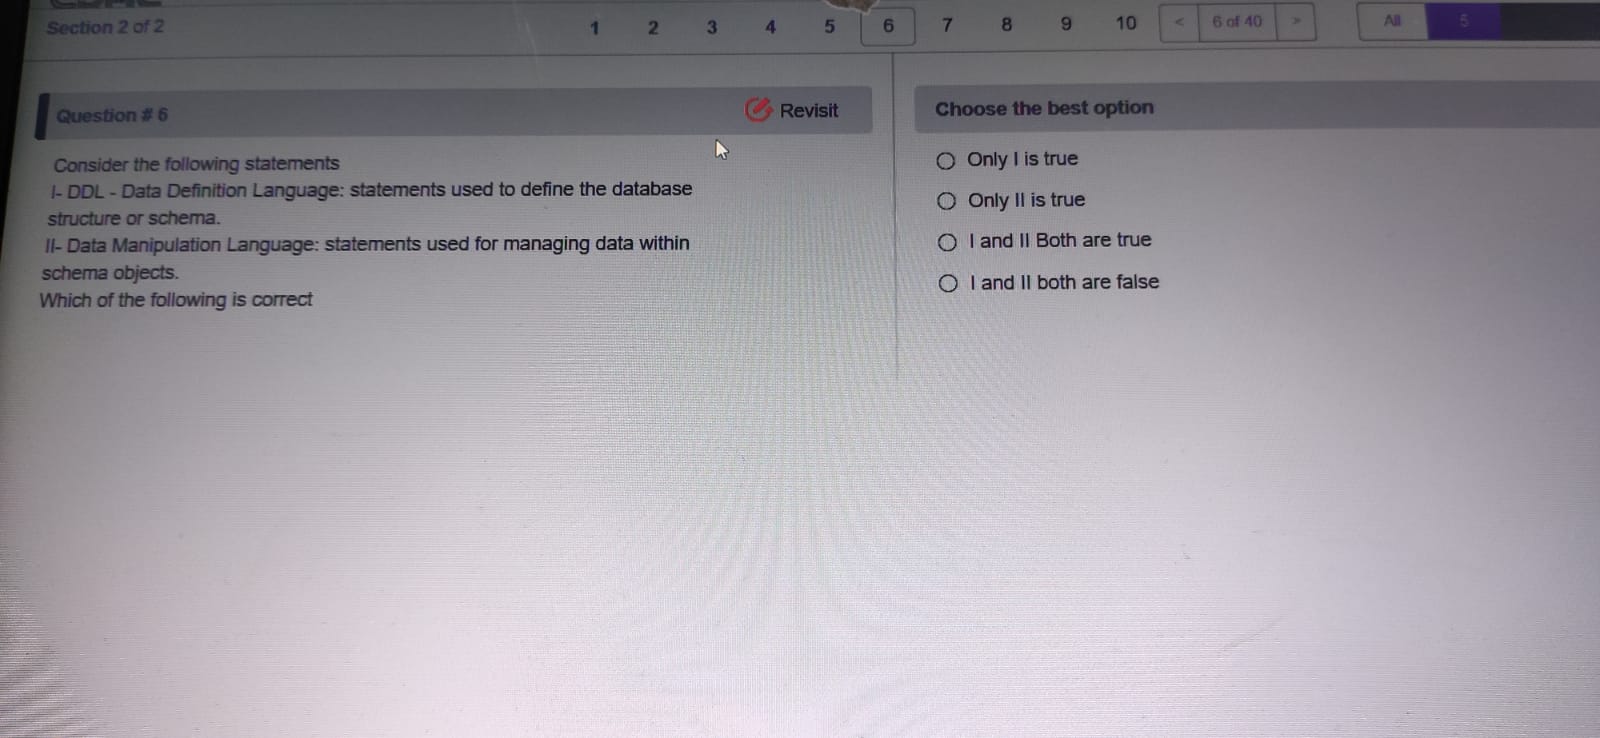 Section 2 of 2
1 2 3 4 5 6 7 8 9 10 < 6 of 40 > All 5
Question # 6
Revisit
Consider the following statements
I- DDL - Data Definition Language: statements used to define the database
structure or schema.
II- Data Manipulation Language: statements used for managing data within
schema objects.
Which of the following is correct
Choose the best option
Only I is true
Only II is true
I and II Both are true
I and II both are false